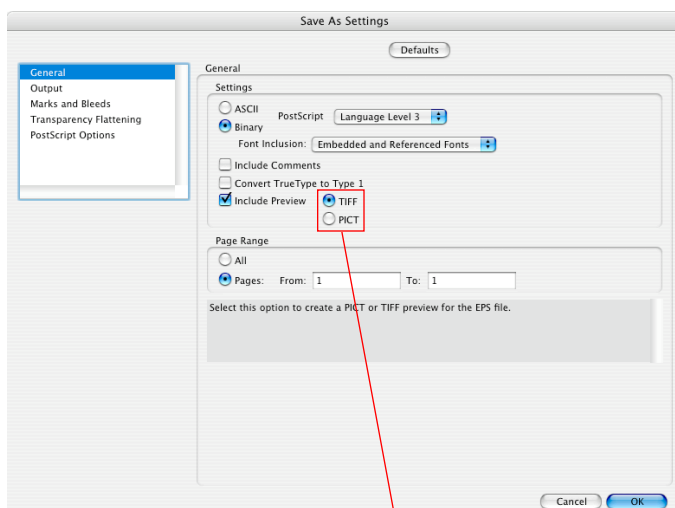 Save As Settings
Defaults
General
Output
Marks and Bleeds
Transparency Flattening
PostScript Options
General
Settings
ASCII
Binary
PostScript Language Level 3
Font Inclusion: Embedded and Referenced Fonts
Include Comments
Convert TrueType to Type 1
Include Preview TIFF
PICT
Page Range
All
Pages: From: 1 To: 1
Select this option to create a PICT or TIFF preview for the EPS file.
Cancel OK